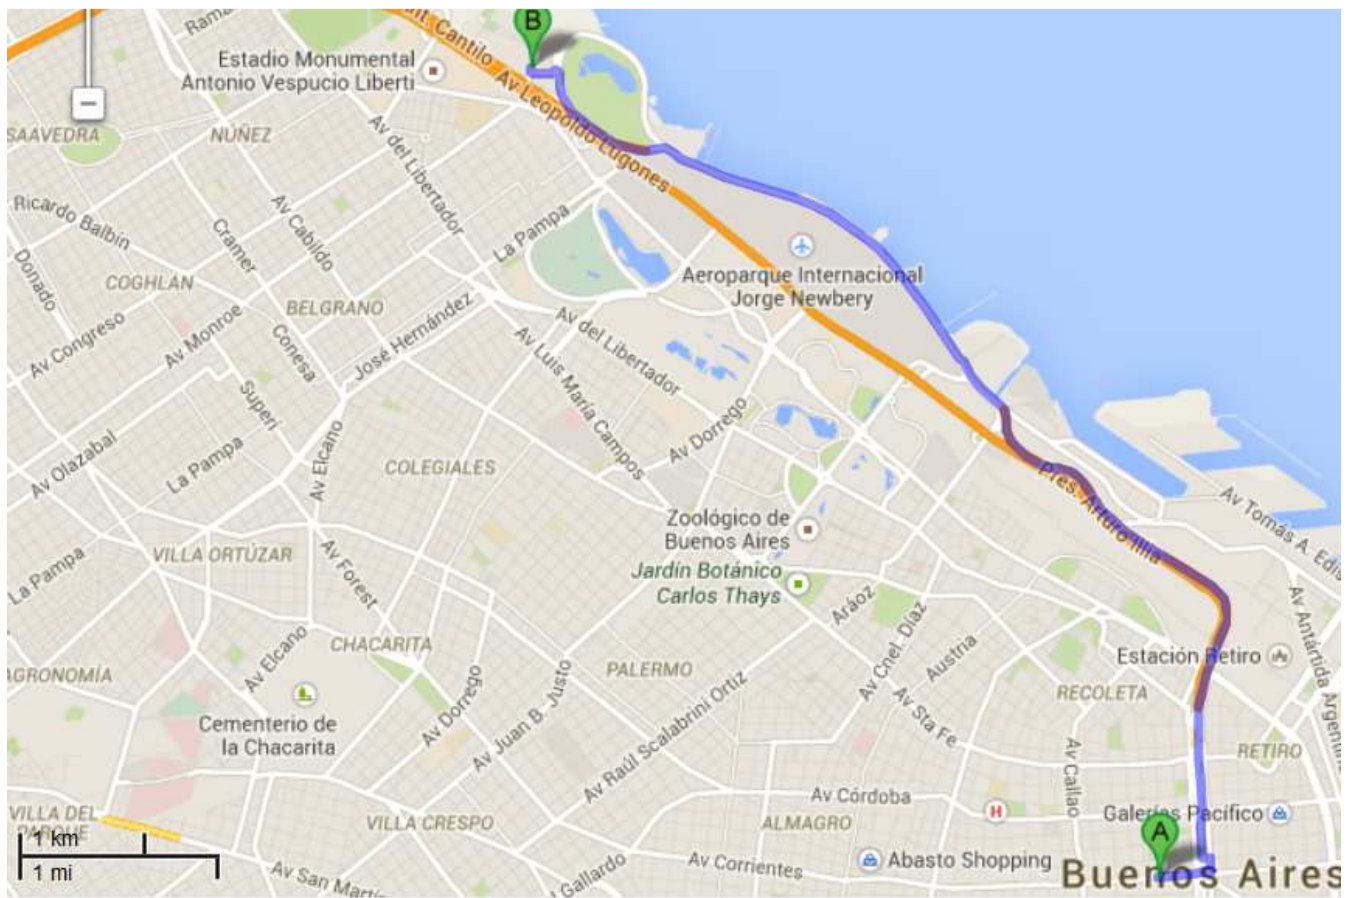 B
Rama
nt. Cantilo
Estadio Monumental
Antonio Vespucio Liberti
Av Leopoldo Lugones
SAAVEDRA
NÚÑEZ
Av del Libertador
Ricardo Balbín
Av Cabildo
La Pampa
Cramer
Donado
COGHLAN
Aeroparque Internacional
Jorge Newbery
BELGRANO
Av Congreso
Av Monroe
Conesa
José Hernández
Av del Libertador
Av Luis María Campos
Superí
Av Dorrego
Av Elcano
Av Olazabal
La Pampa
COLEGIALES
Pres. Arturo Illia
Av Tomás A. Edis
Zoológico de
Buenos Aires
VILLA ORTÚZAR
La Pampa
Av Forest
Jardín Botánico
Carlos Thays
Aráoz
Av Cnel. Díaz
Av Antártida Argentina
Austria
CHACARITA
Av Elcano
Estación Retiro
AGRONOMÍA
PALERMO
RECOLETA
Av Dorrego
Av Juan B. Justo
Av Raúl Scalabrini Ortiz
Av Sta Fe
Cementerio de
la Chacarita
Av Callao
RETIRO
Av Córdoba
H
Galerías Pacífico
VILLA DEL
PARQUE
VILLA CRESPO
ALMAGRO
A
1 km
1 mi
Av San Martín
Gallardo
Av Corrientes
Abasto Shopping
Buenos Aires